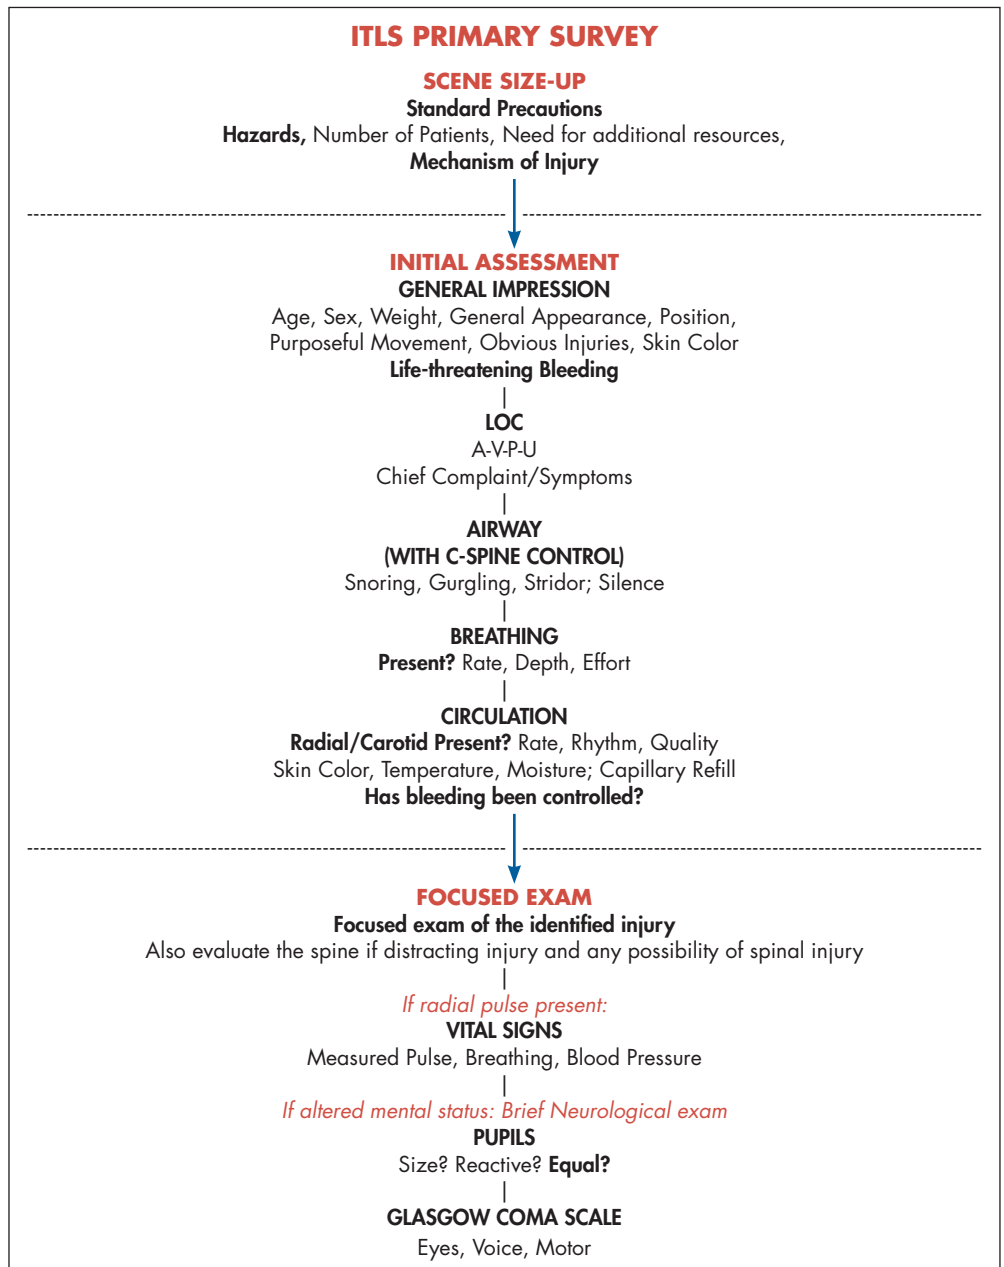 ITLS PRIMARY SURVEY
SCENE SIZE-UP
Standard Precautions
Hazards, Number of Patients, Need for additional resources,
Mechanism of Injury
INITIAL ASSESSMENT
GENERAL IMPRESSION
Age, Sex, Weight, General Appearance, Position,
Purposeful Movement, Obvious Injuries, Skin Color
Life-threatening Bleeding
LOC
A-V-P-U
Chief Complaint/Symptoms
AIRWAY
(WITH C-SPINE CONTROL)
Snoring, Gurgling, Stridor; Silence
BREATHING
Present? Rate, Depth, Effort
CIRCULATION
Radial/Carotid Present? Rate, Rhythm, Quality
Skin Color, Temperature, Moisture; Capillary Refill
Has bleeding been controlled?
FOCUSED EXAM
Focused exam of the identified injury
Also evaluate the spine if distracting injury and any possibility of spinal injury
If radial pulse present:
VITAL SIGNS
Measured Pulse, Breathing, Blood Pressure
If altered mental status: Brief Neurological exam
PUPILS
Size? Reactive? Equal?
GLASGOW COMA SCALE
Eyes, Voice, Motor